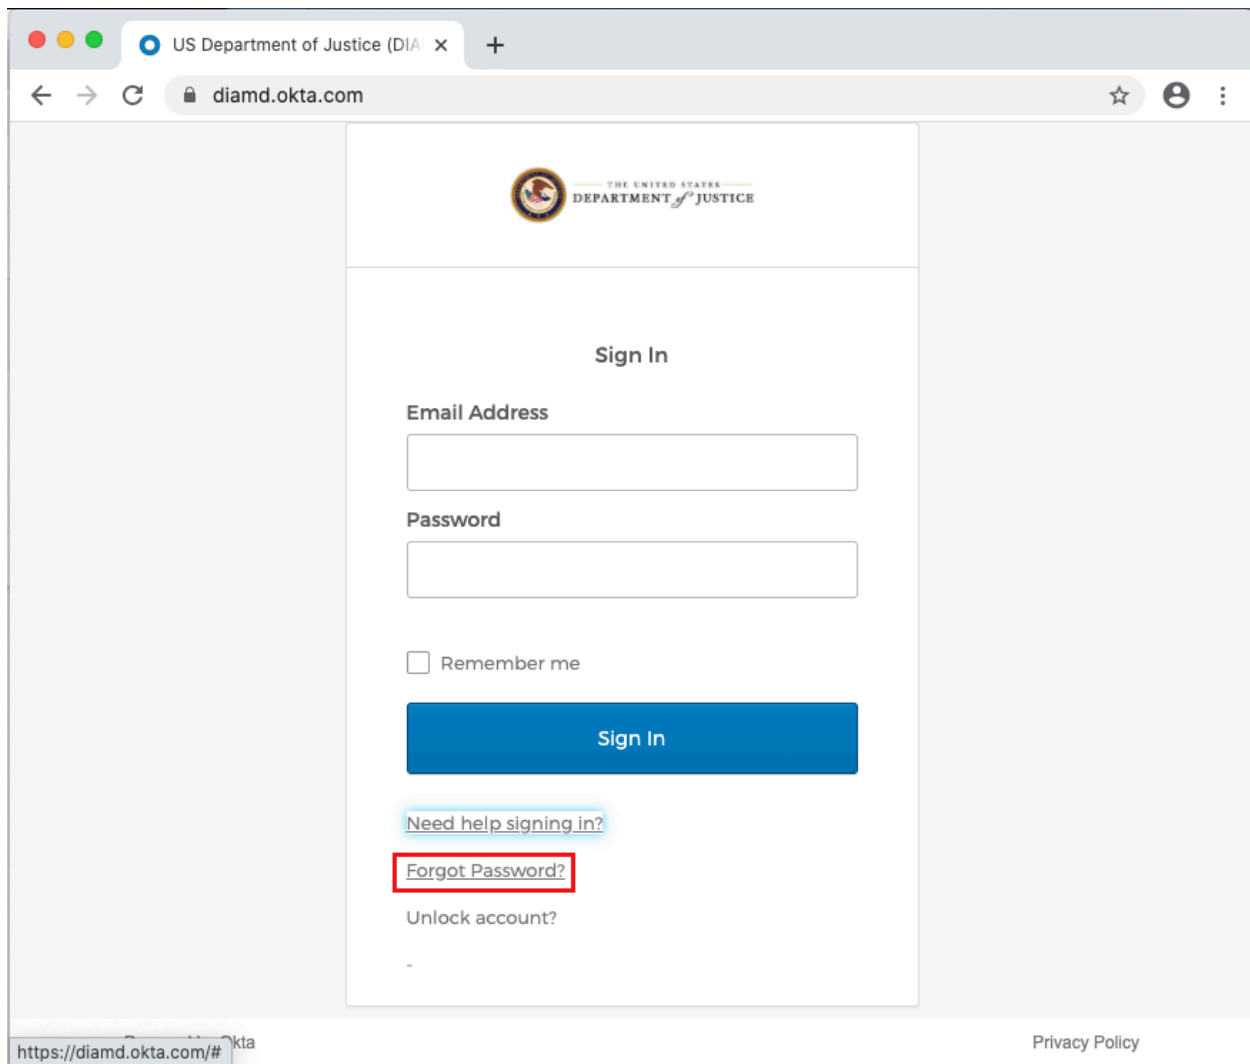 US Department of Justice (DIA
diamd.okta.com
THE UNITED STATES
DEPARTMENT of JUSTICE
Sign In
Email Address
Password
Remember me
Sign In
Need help signing in?
Forgot Password?
Unlock account?
-
https://diamd.okta.com/#
Privacy Policy